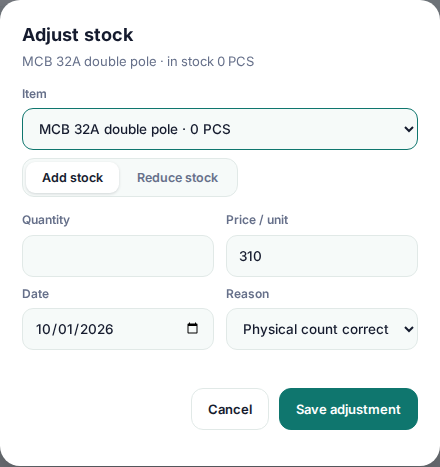 Adjust stock
MCB 32A double pole · in stock 0 PCS
Item
MCB 32A double pole · 0 PCS
Add stock Reduce stock
Quantity Price / unit
310
Date Reason
10/01/2026 Physical count correct
Cancel Save adjustment